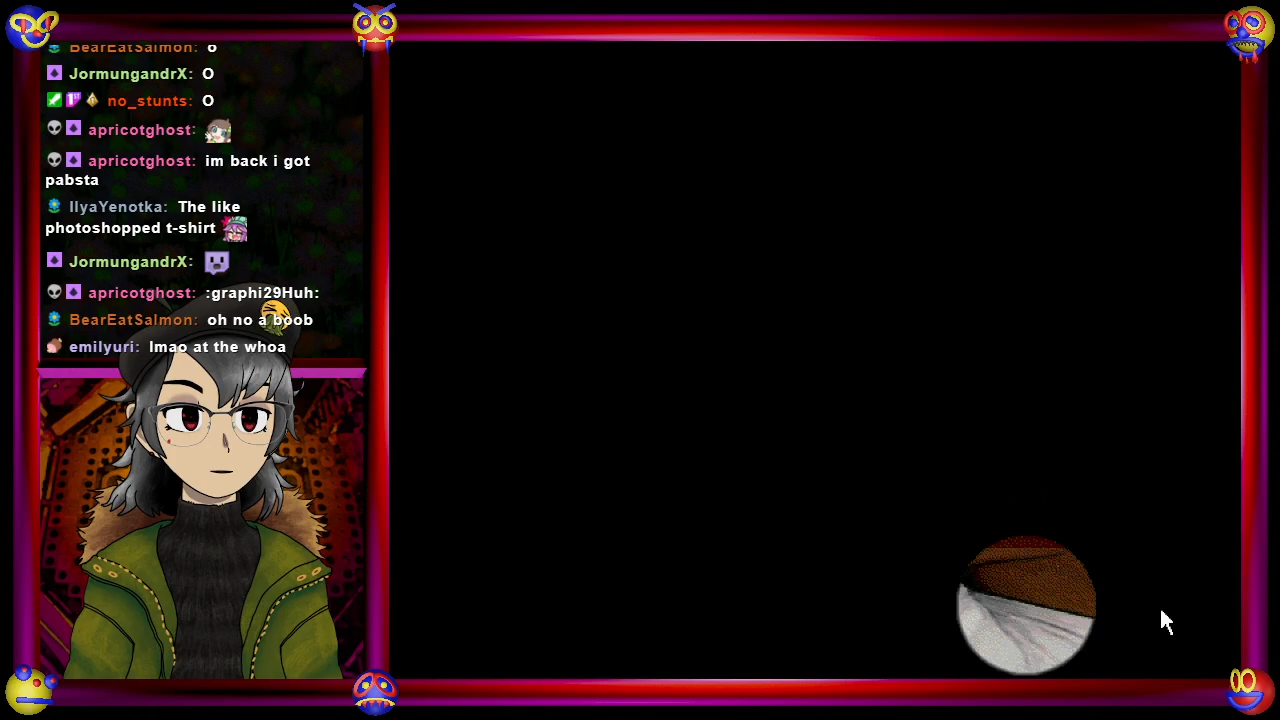 BearEatSalmon: o
JormungandrX: O
no_stunts: O
apricotghost:
apricotghost: im back i got
pabsta
IlyaYenotka: The like
photoshopped t-shirt
JormungandrX:
apricotghost: :graphi29Huh:
BearEatSalmon: oh no a boob
emilyuri: lmao at the whoa